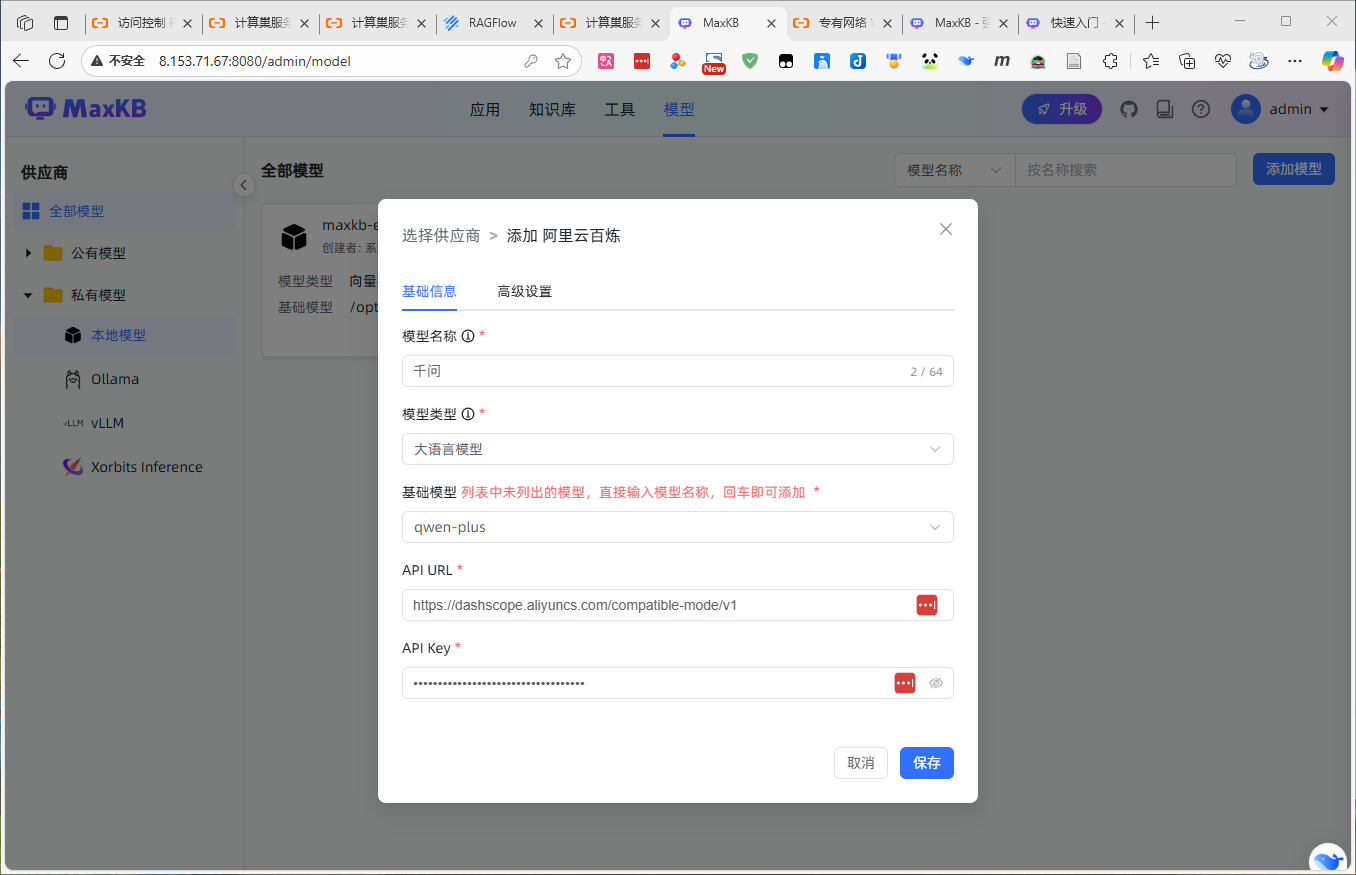 访问控制
计算巢服务
计算巢服务
RAGFlow
计算巢服务
MaxKB
专有网络
MaxKB - 强
快速入门
不安全 8.153.71.67:8080/admin/model
New
MaxKB
应用 知识库 工具 模型
升级
admin
供应商
全部模型
公有模型
私有模型
本地模型
Ollama
vLLM vLLM
Xorbits Inference
全部模型
模型名称 按名称搜索
添加模型
maxkb-e
创建者: 系
模型类型 向量
基础模型 /opt
选择供应商 > 添加 阿里云百炼
基础信息 高级设置
模型名称 *
千问 2 / 64
模型类型 *
大语言模型
基础模型 列表中未列出的模型，直接输入模型名称，回车即可添加 *
qwen-plus
API URL *
https://dashscope.aliyuncs.com/compatible-mode/v1
API Key *
•••••••••••••••••••••••••••••••••••
取消 保存